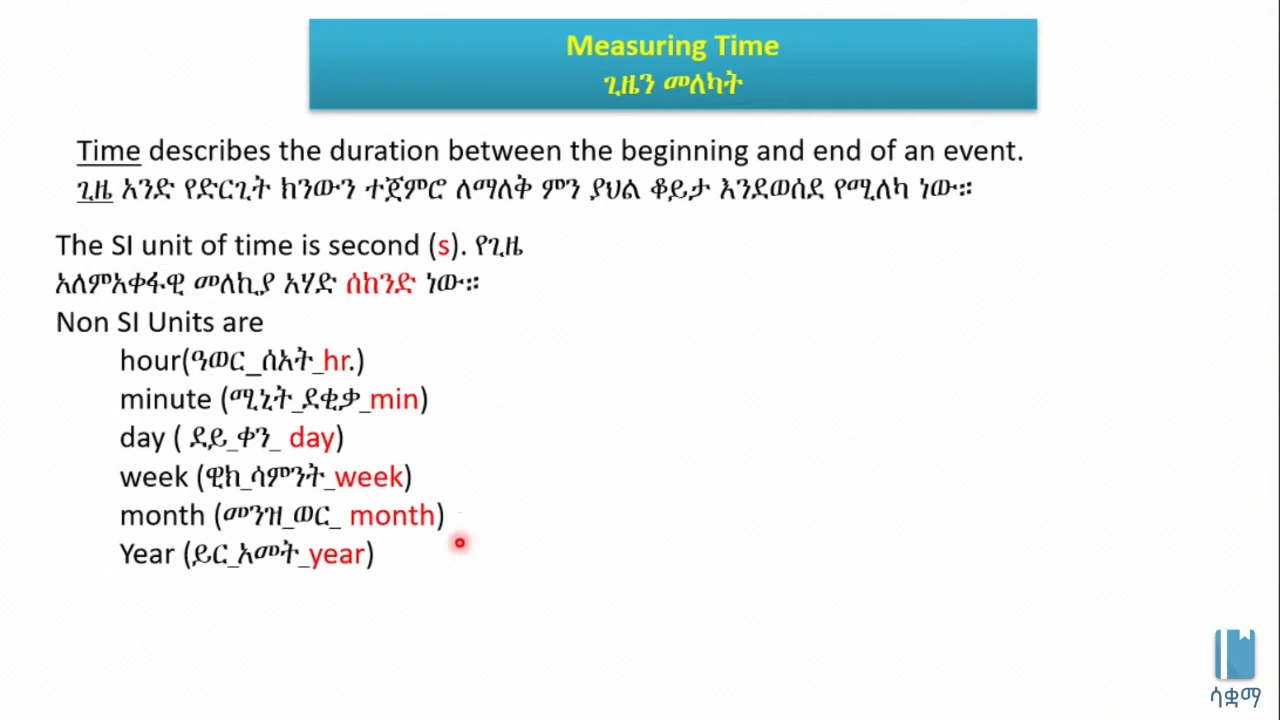 Measuring Time
ጊዜን መለካት
Time describes the duration between the beginning and end of an event.
ጊዜ አንድ የድርጊት ክንውን ተጀምሮ ለማለቅ ምን ያህል ቆይታ እንደወሰደ የሚለካ ነው።
The SI unit of time is second (s). የጊዜ
አለምአቀፋዊ መለኪያ አሃድ ሰከንድ ነው።
Non SI Units are
hour(ዓወር_ሰአት_hr.)
minute (ሚኒት_ደቂቃ_min)
day ( ደይ_ቀን_ day)
week (ዊክ_ሳምንት_week)
month (መንዝ_ወር_ month)
Year (ይር_አመት_year)
ሳቋማ